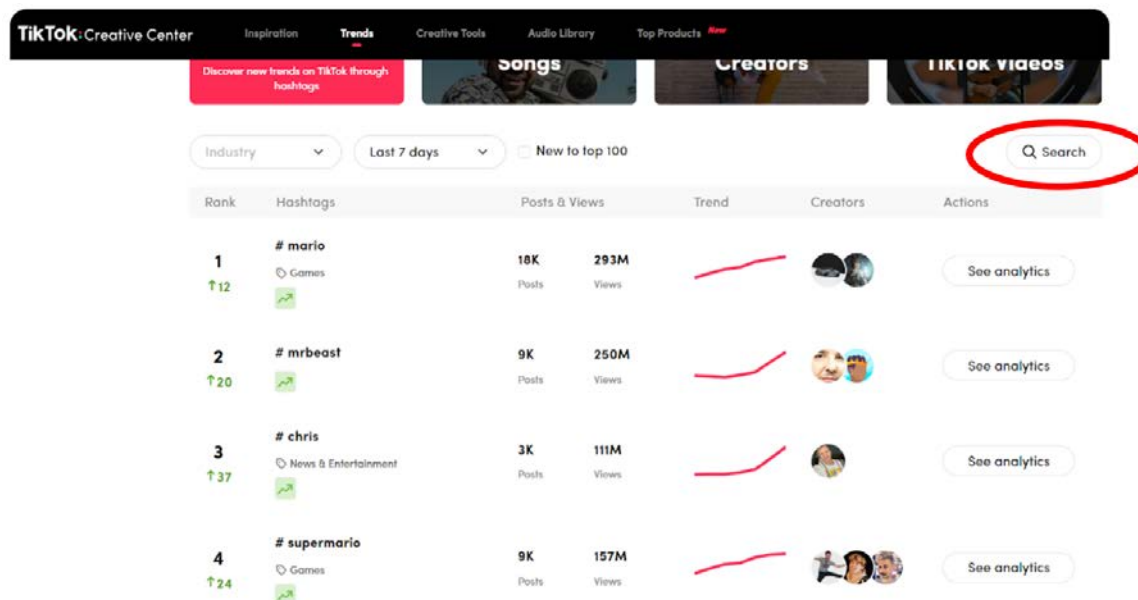 TikTok: Creative Center Inspiration Trends Creative Tools Audio Library Top Products New
Discover new trends on TikTok through
hashtags
Songs
Creators
TikTok Videos
Industry Last 7 days New to top 100 Search
Rank Hashtags Posts & Views Trend Creators Actions
1 # mario 18K 293M See analytics
↑12 Games Posts Views
2 # mrbeast 9K 250M See analytics
↑20 Posts Views
3 # chris 3K 111M See analytics
↑37 News & Entertainment Posts Views
4 # supermario 9K 157M See analytics
↑24 Games Posts Views